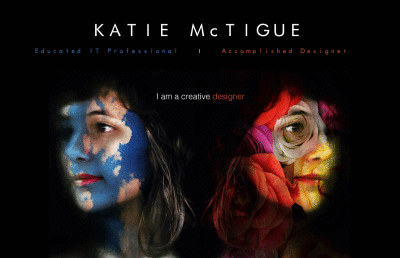 KATIE McTIGUE
Educated IT Professional | Accomplished Designer
I am a creative designer